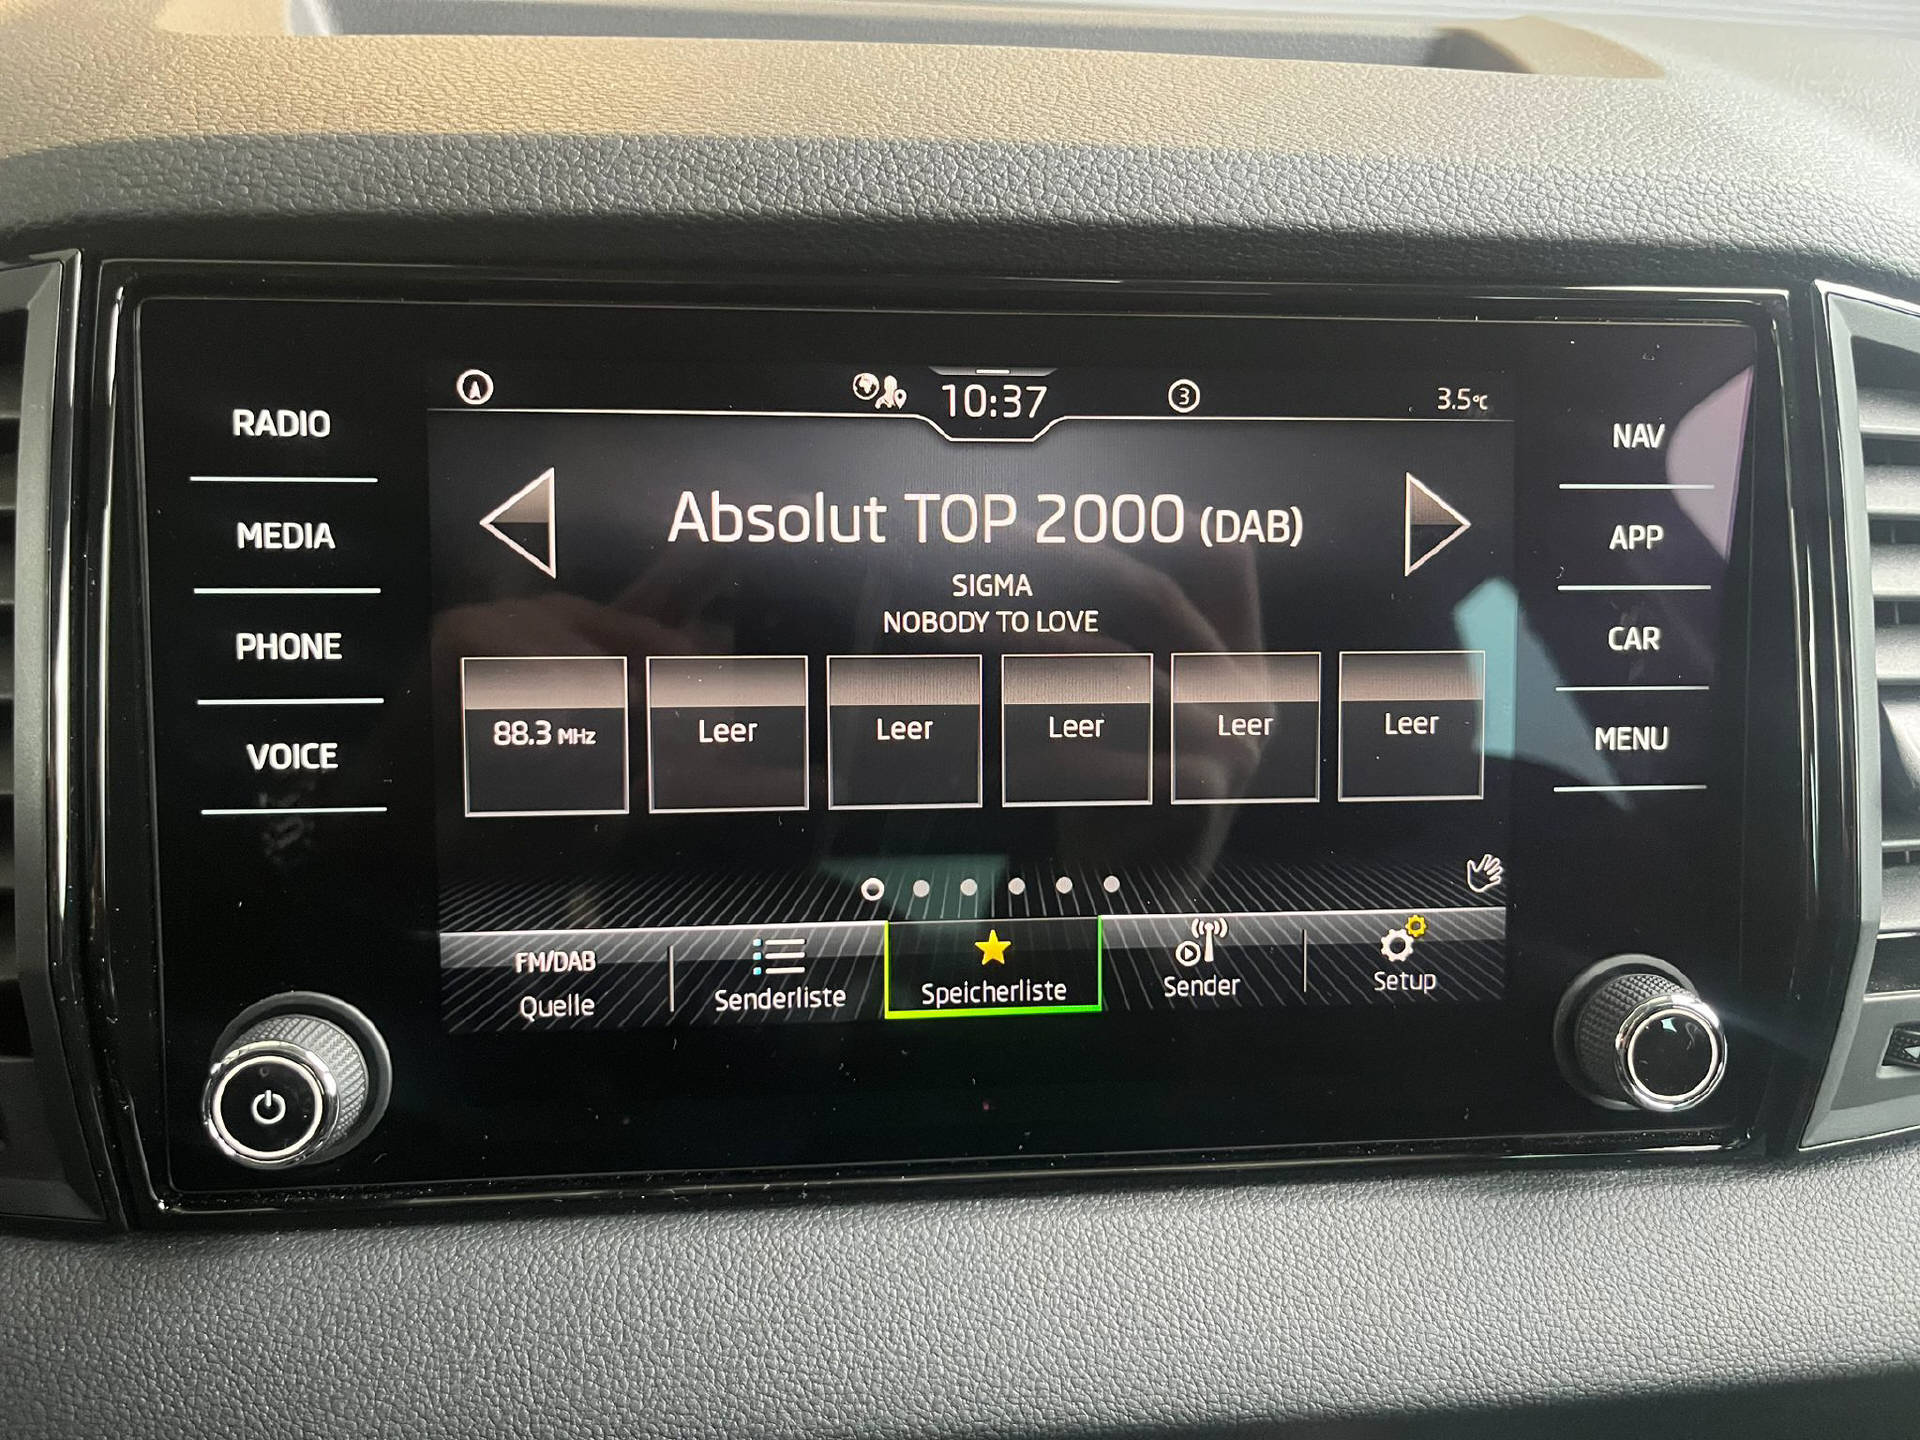 10:37
3
3.5°C
RADIO
MEDIA
PHONE
VOICE
Absolut TOP 2000 (DAB)
SIGMA
NOBODY TO LOVE
88.3 MHz
Leer
Leer
Leer
Leer
Leer
FM/DAB
Quelle
Senderliste
Speicherliste
Sender
Setup
NAV
APP
CAR
MENU